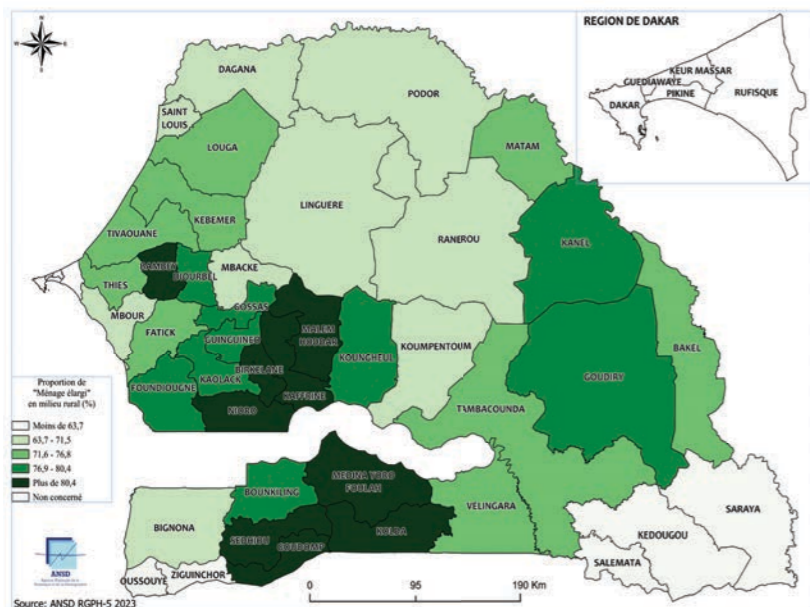 N
REGION DE DAKAR
KEUR MASSAR
GUEDIAWAYE
PIKINE
RUFISQUE
DAKAR
DAGANA
PODOR
SAINT
LOUIS
LOUGA
MATAM
LINGUERE
KEBEMER
TIVAOUANE
RANEROU
KANEL
BAMBEY
DIOURBEL
MBACKE
THIES
MBOUR
GOSSAS
MALEM
HODDAR
FATICK
KOUMPENTOUM
BAKEL
GUINGUINEO
KOUNGHEUL
BIRKELANE
GOUDIRY
FOUNDIOUGNE
KAOLACK
KAFFRINE
NIORO
TAMBACOUNDA
MEDINA YORO
FOULAH
BOUNKILING
VELINGARA
SARAYA
BIGNONA
SEDHIOU
GOUDOMP
KOLDA
KEDOUGOU
SALEMATA
OUSSOUYE
ZIGUINCHOR
Proportion de
"Ménage élargi"
en milieu rural (%)
Moins de 63,7
63,7 - 71,5
71,6 - 76,8
76,9 - 80,4
Plus de 80,4
Non concerné
ANSD
0 95 190 Km
Source: ANSD RGPH-5 2023